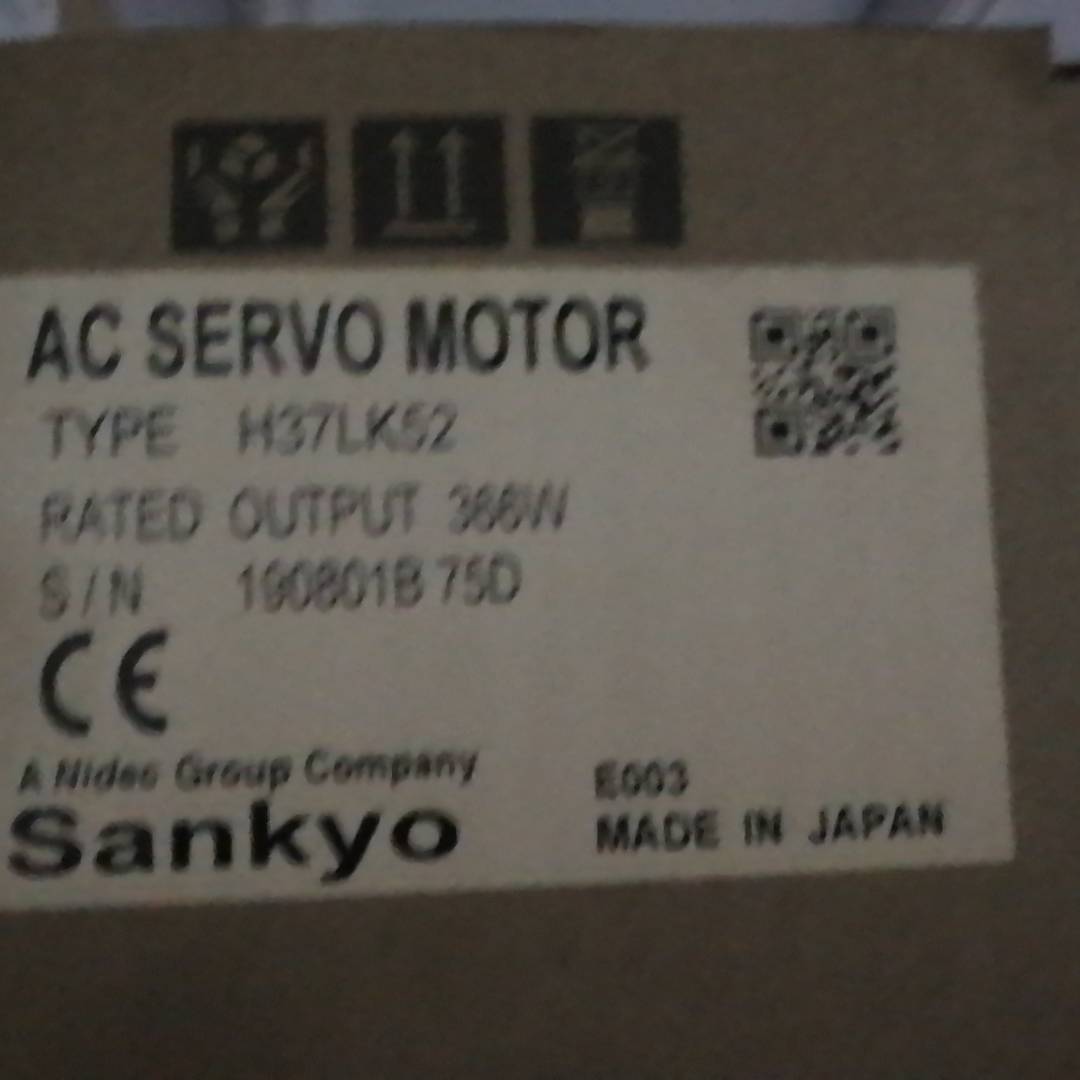 AC SERVO MOTOR
TYPE H37LK52
RATED OUTPUT 366W
S/N 190801B 75D
CE
A Nidec Group Company
Sankyo
E003
MADE IN JAPAN